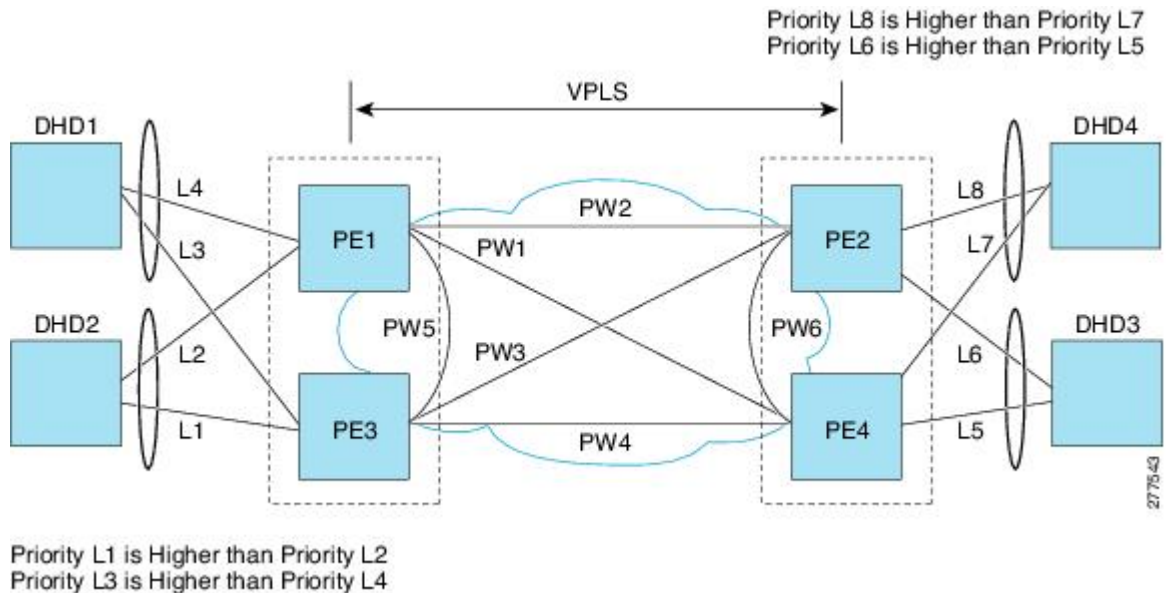 Priority L8 is Higher than Priority L7
Priority L6 is Higher than Priority L5
VPLS
DHD1
DHD4
L4
L8
PW2
PE1
PE2
L3
PW1
L7
DHD2
PW5
PW6
DHD3
L2
PW3
L6
L1
PE3
PW4
PE4
L5
277543
Priority L1 is Higher than Priority L2
Priority L3 is Higher than Priority L4